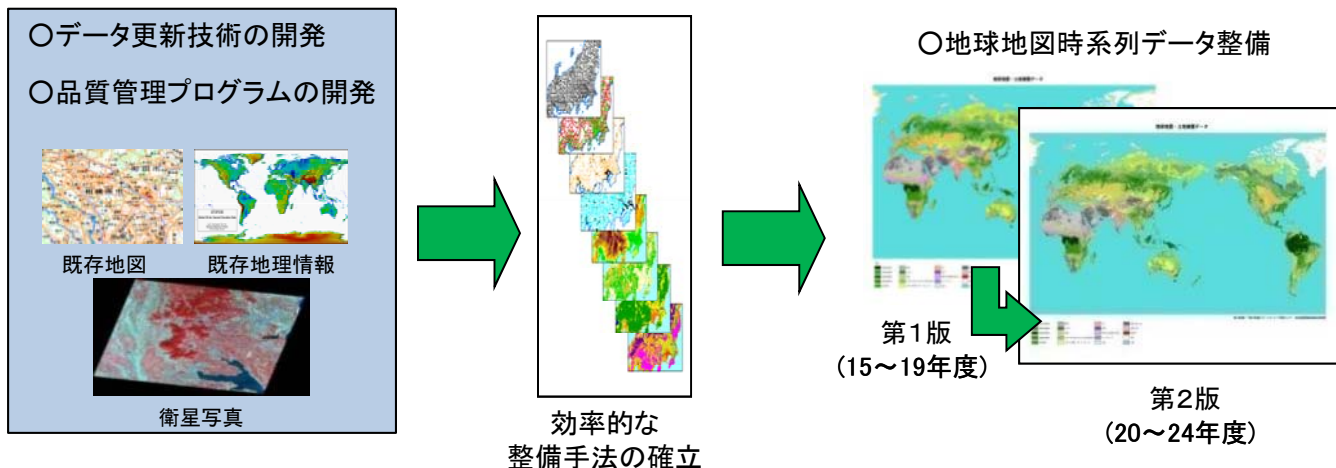 〇データ更新技術の開発
〇品質管理プログラムの開発
既存地図
既存地理情報
衛星写真
効率的な
整備手法の確立
〇地球地図時系列データ整備
第1版
(15～19年度)
第2版
(20～24年度)